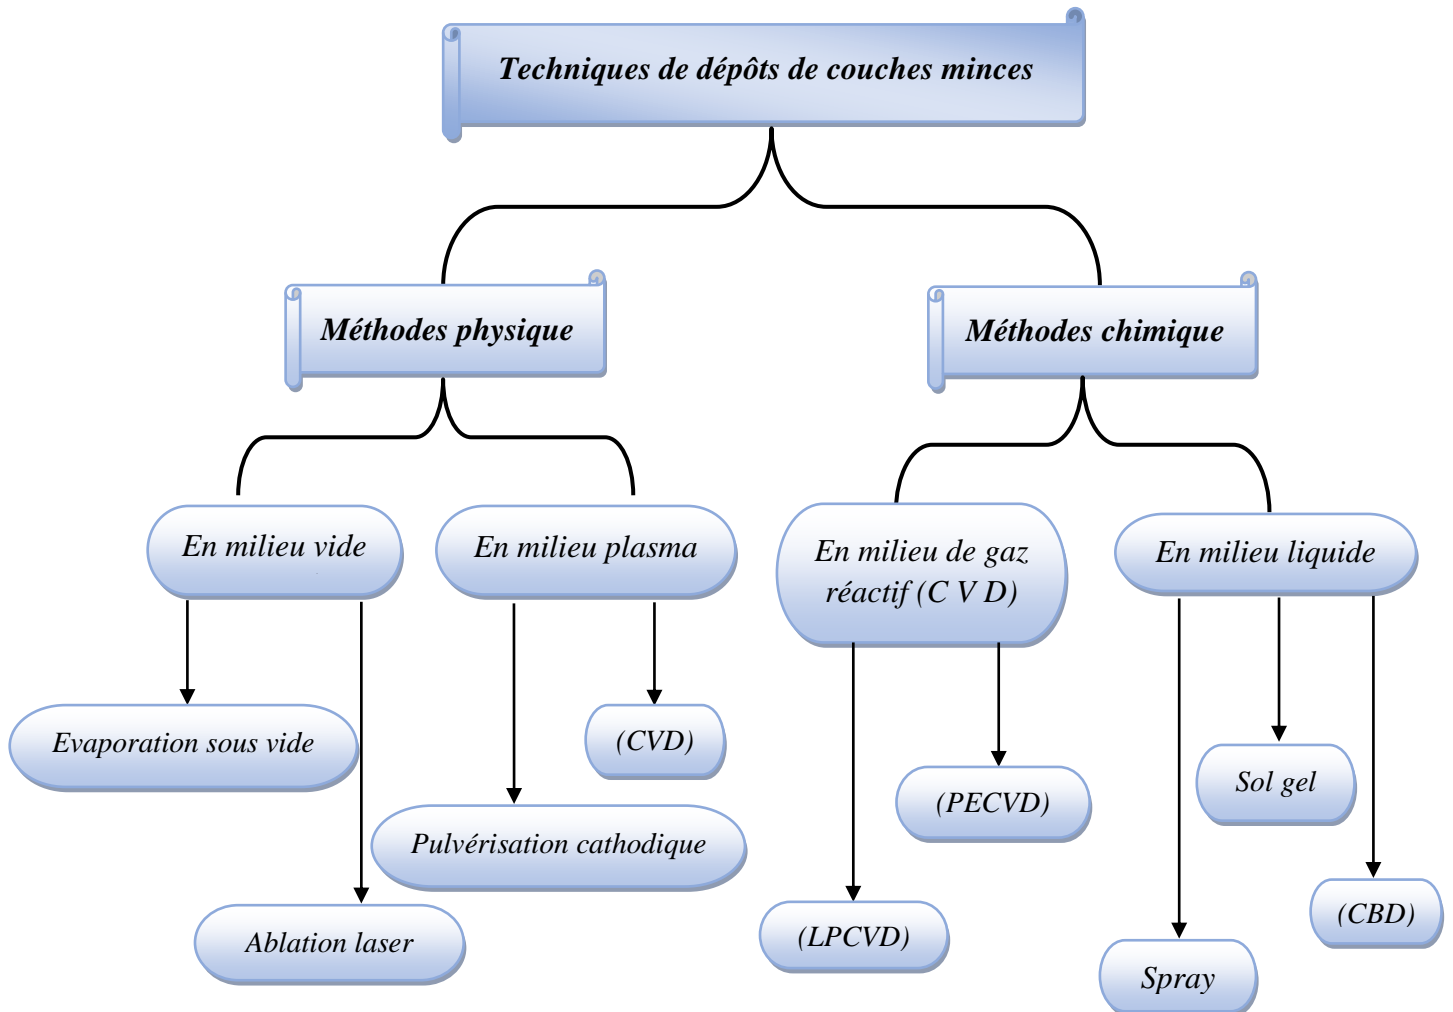 Techniques de dépôts de couches minces
Méthodes physique
Méthodes chimique
En milieu vide
En milieu plasma
En milieu de gaz
réactif (C V D)
En milieu liquide
Evaporation sous vide
(CVD)
Pulvérisation cathodique
Ablation laser
(PECVD)
(LPCVD)
Sol gel
(CBD)
Spray